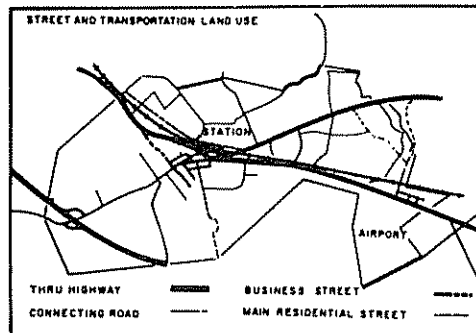 STREET AND TRANSPORTATION LAND USE
STATION
AIRPORT
THRU HIGHWAY
BUSINESS STREET
CONNECTING ROAD
MAIN RESIDENTIAL STREET